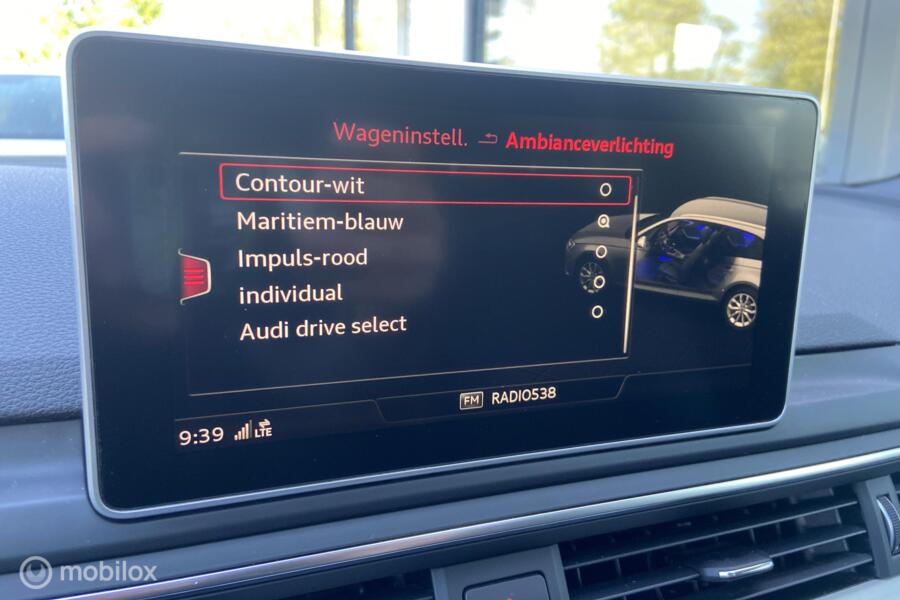 Wageninstell. Ambianceverlichting
Contour-wit
Maritiem-blauw
Impuls-rood
individual
Audi drive select
FM RADIO538
9:39 LTE
mobilox